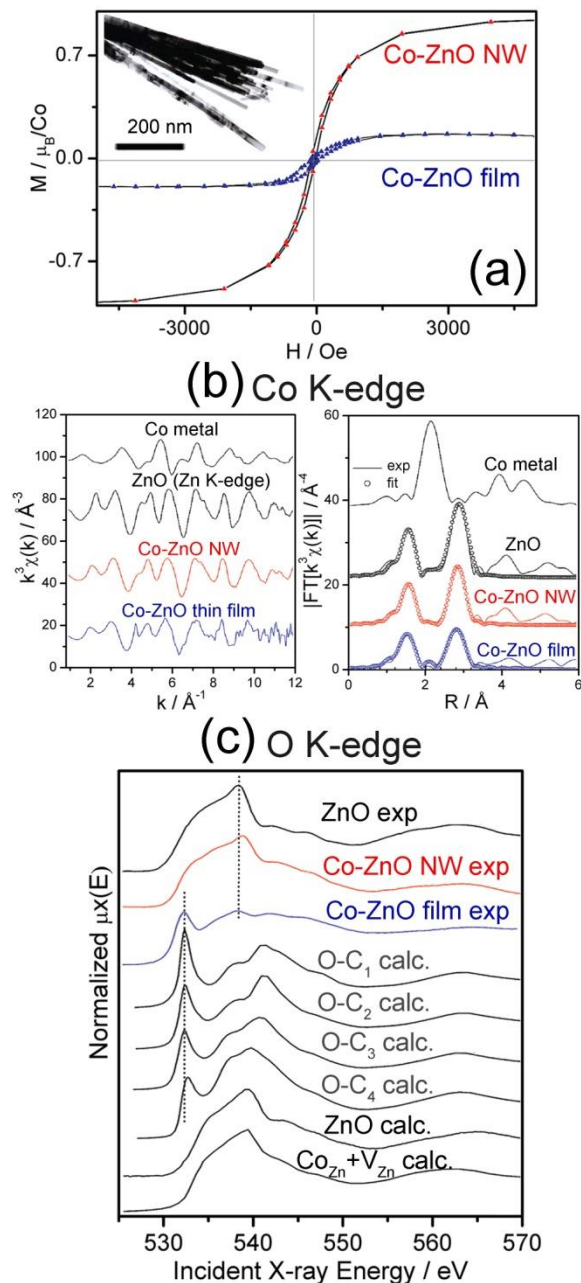 0.7
0.0
-0.7
M / μB/Co
200 nm
Co-ZnO NW
Co-ZnO film
(a)
-3000 0 3000
H / Oe
(b) Co K-edge
120
100
80
60
40
20
0
k³χ(k) / Å⁻³
Co metal
ZnO (Zn K-edge)
Co-ZnO NW
Co-ZnO thin film
2 4 6 8 10 12
k / Å⁻¹
60
40
20
0
|FT[k³χ(k)]| / Å⁻⁴
exp
fit
Co metal
ZnO
Co-ZnO NW
Co-ZnO film
0 2 4 6
R / Å
(c) O K-edge
Normalized μx(E)
ZnO exp
Co-ZnO NW exp
Co-ZnO film exp
O-C₁ calc.
O-C₂ calc.
O-C₃ calc.
O-C₄ calc.
ZnO calc.
CoZn+VZn calc.
530 540 550 560 570
Incident X-ray Energy / eV